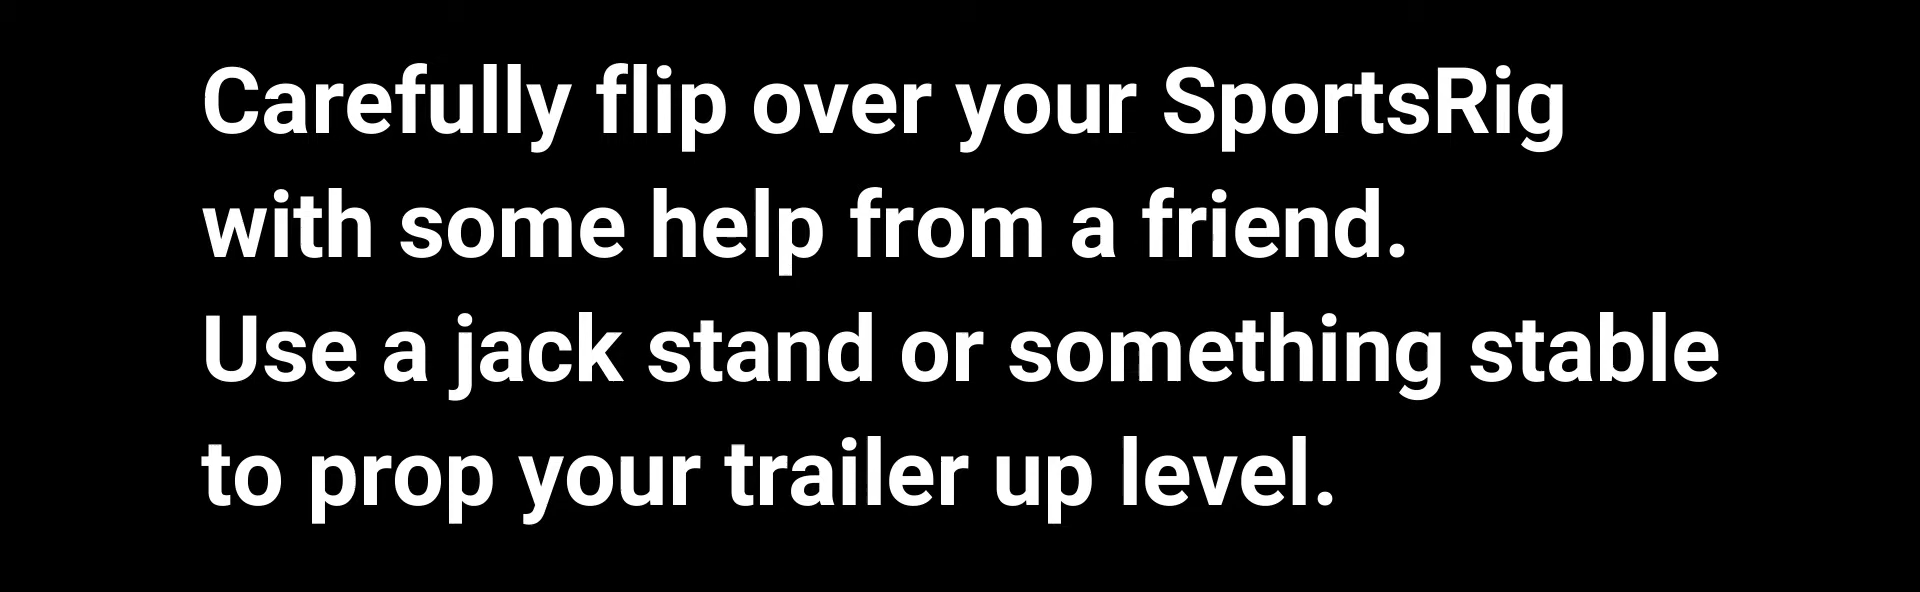 Carefully flip over your SportsRig
with some help from a friend.
Use a jack stand or something stable
to prop your trailer up level.